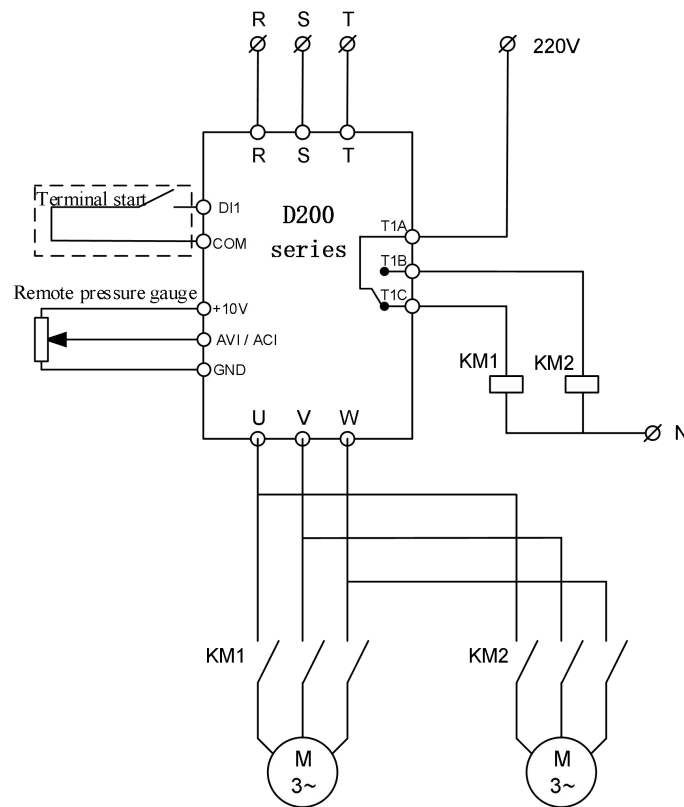 R S T
220V
R S T
Terminal start
DI1
COM
D200
series
T1A
T1B
T1C
Remote pressure gauge
+10V
AVI / ACI
GND
KM1 KM2
N
U V W
KM1
KM2
M
3~
M
3~